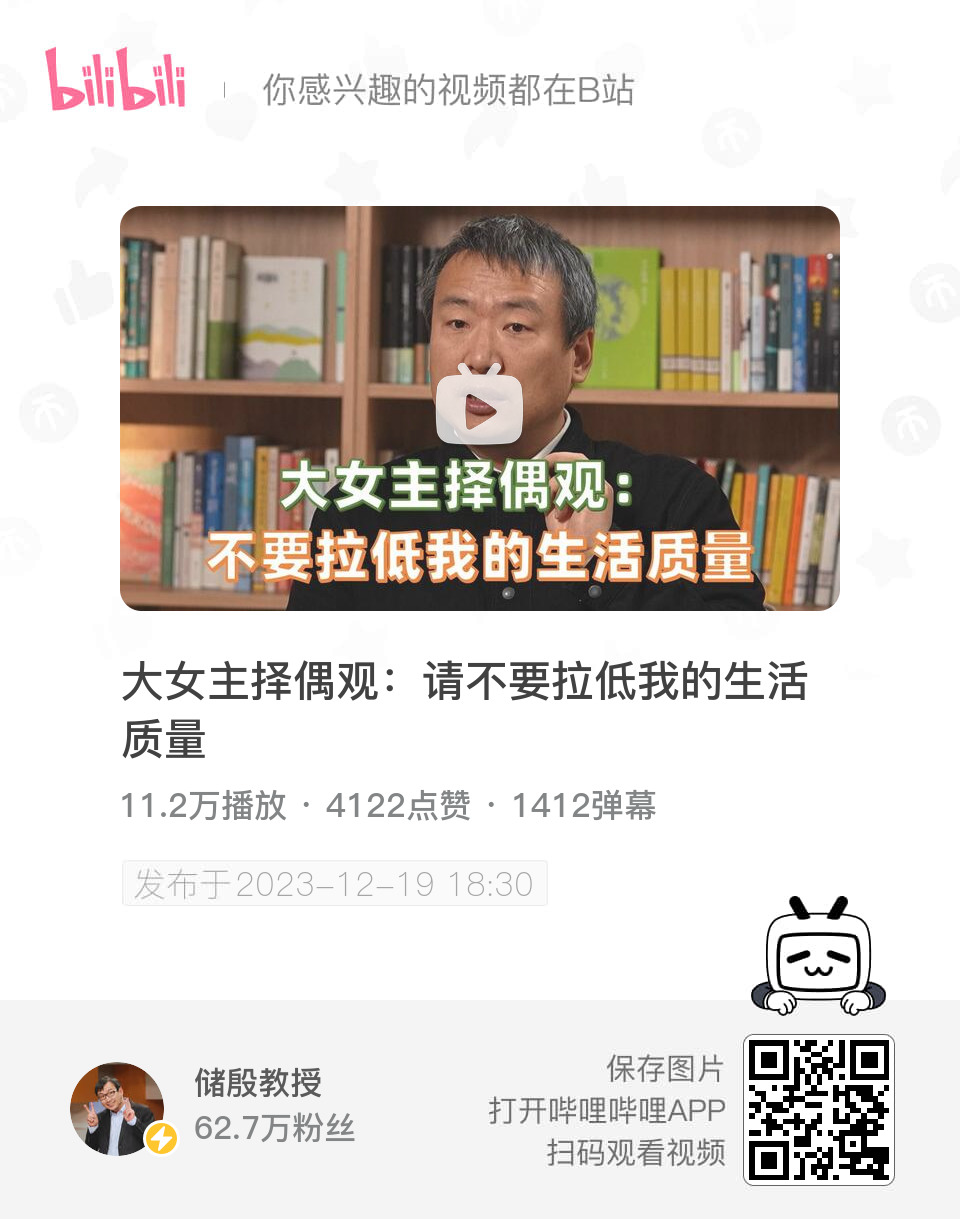 bilibili
你感兴趣的视频都在B站
大女主择偶观：
不要拉低我的生活质量
大女主择偶观：请不要拉低我的生活
质量
11.2万播放 · 4122点赞 · 1412弹幕
发布于2023-12-19 18:30
储殷教授
62.7万粉丝
保存图片
打开哔哩哔哩APP
扫码观看视频